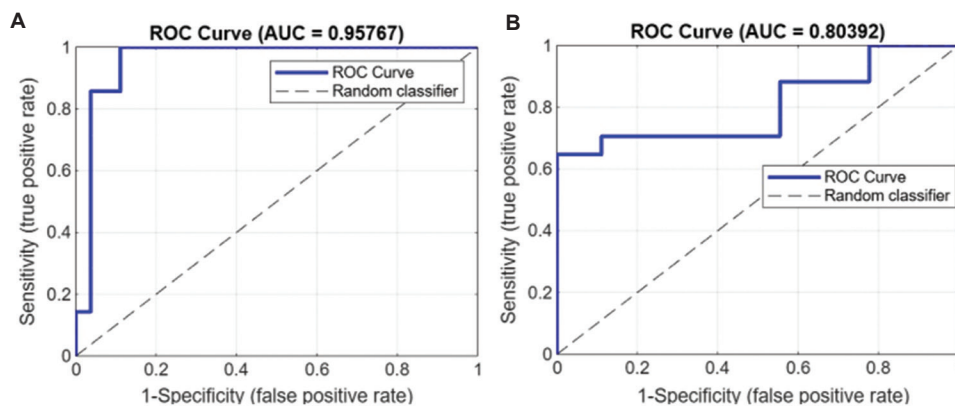 A
ROC Curve (AUC = 0.95767)
Sensitivity (true positive rate)
1
0.8
0.6
0.4
0.2
0
ROC Curve
Random classifier
0 0.2 0.4 0.6 0.8 1
1-Specificity (false positive rate)
B
ROC Curve (AUC = 0.80392)
Sensitivity (true positive rate)
1
0.8
0.6
0.4
0.2
0
ROC Curve
Random classifier
0 0.2 0.4 0.6 0.8
1-Specificity (false positive rate)